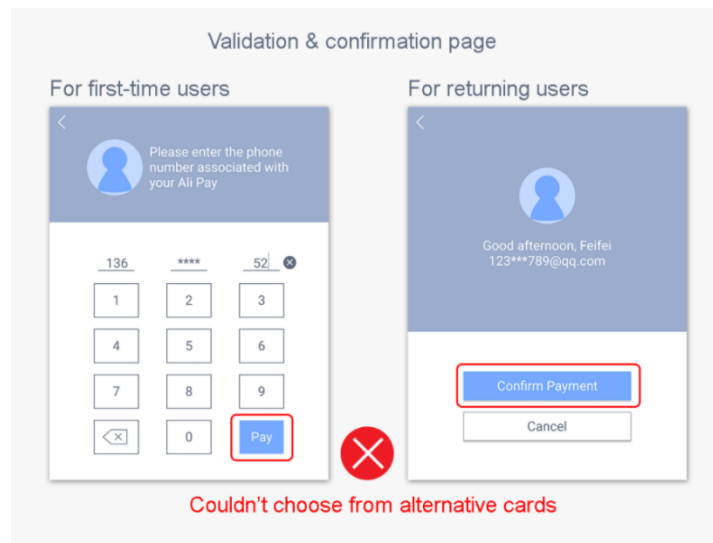 Validation & confirmation page
For first-time users
Please enter the phone
number associated with
your Ali Pay
136 **** 52
1 2 3
4 5 6
7 8 9
0 Pay
For returning users
Good afternoon, Feifei
123***789@qq.com
Confirm Payment
Cancel
Couldn't choose from alternative cards